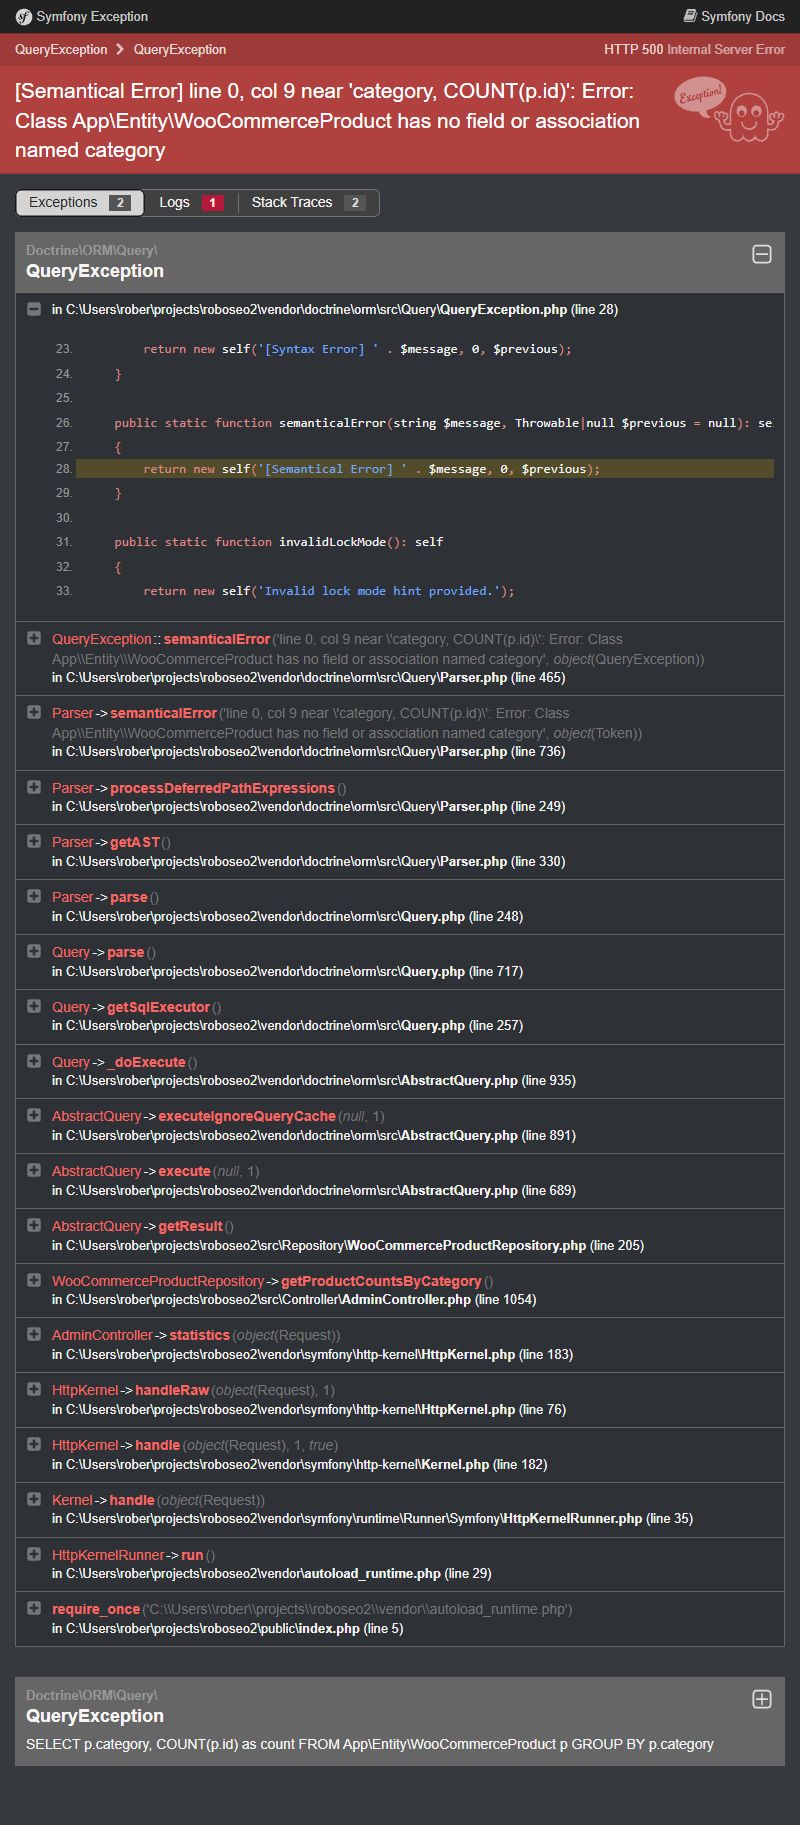 Symfony Exception
Symfony Docs
QueryException > QueryException
HTTP 500 Internal Server Error
[Semantical Error] line 0, col 9 near 'category, COUNT(p.id)': Error:
Class App\Entity\WooCommerceProduct has no field or association
named category
Exception!
Exceptions 2
Logs 1
Stack Traces 2
Doctrine\ORM\Query\
QueryException
in C:\Users\rober\projects\roboseo2\vendor\doctrine\orm\src\Query\QueryException.php (line 28)
23. return new self('[Syntax Error] ' . $message, 0, $previous);
24. }
25.
26. public static function semanticalError(string $message, Throwable|null $previous = null): sel
27. {
28. return new self('[Semantical Error] ' . $message, 0, $previous);
29. }
30.
31. public static function invalidLockMode(): self
32. {
33. return new self('Invalid lock mode hint provided.');
QueryException::semanticalError('line 0, col 9 near \'category, COUNT(p.id)\': Error: Class
App\\Entity\\WooCommerceProduct has no field or association named category', object(QueryException))
in C:\Users\rober\projects\roboseo2\vendor\doctrine\orm\src\Query\Parser.php (line 465)
Parser->semanticalError('line 0, col 9 near \'category, COUNT(p.id)\': Error: Class
App\\Entity\\WooCommerceProduct has no field or association named category', object(Token))
in C:\Users\rober\projects\roboseo2\vendor\doctrine\orm\src\Query\Parser.php (line 736)
Parser->processDeferredPathExpressions()
in C:\Users\rober\projects\roboseo2\vendor\doctrine\orm\src\Query\Parser.php (line 249)
Parser->getAST()
in C:\Users\rober\projects\roboseo2\vendor\doctrine\orm\src\Query\Parser.php (line 330)
Parser->parse()
in C:\Users\rober\projects\roboseo2\vendor\doctrine\orm\src\Query.php (line 248)
Query->parse()
in C:\Users\rober\projects\roboseo2\vendor\doctrine\orm\src\Query.php (line 717)
Query->getSqlExecutor()
in C:\Users\rober\projects\roboseo2\vendor\doctrine\orm\src\Query.php (line 257)
Query->_doExecute()
in C:\Users\rober\projects\roboseo2\vendor\doctrine\orm\src\AbstractQuery.php (line 935)
AbstractQuery->executeIgnoreQueryCache(null, 1)
in C:\Users\rober\projects\roboseo2\vendor\doctrine\orm\src\AbstractQuery.php (line 891)
AbstractQuery->execute(null, 1)
in C:\Users\rober\projects\roboseo2\vendor\doctrine\orm\src\AbstractQuery.php (line 689)
AbstractQuery->getResult()
in C:\Users\rober\projects\roboseo2\src\Repository\WooCommerceProductRepository.php (line 205)
WooCommerceProductRepository->getProductCountsByCategory()
in C:\Users\rober\projects\roboseo2\src\Controller\AdminController.php (line 1054)
AdminController->statistics(object(Request))
in C:\Users\rober\projects\roboseo2\vendor\symfony\http-kernel\HttpKernel.php (line 183)
HttpKernel->handleRaw(object(Request), 1)
in C:\Users\rober\projects\roboseo2\vendor\symfony\http-kernel\HttpKernel.php (line 76)
HttpKernel->handle(object(Request), 1, true)
in C:\Users\rober\projects\roboseo2\vendor\symfony\http-kernel\Kernel.php (line 182)
Kernel->handle(object(Request))
in C:\Users\rober\projects\roboseo2\vendor\symfony\runtime\Runner\Symfony\HttpKernelRunner.php (line 35)
HttpKernelRunner->run()
in C:\Users\rober\projects\roboseo2\vendor\autoload_runtime.php (line 29)
require_once('C:\\Users\\rober\\projects\\roboseo2\\vendor\\autoload_runtime.php')
in C:\Users\rober\projects\roboseo2\public\index.php (line 5)
Doctrine\ORM\Query\
QueryException
SELECT p.category, COUNT(p.id) as count FROM App\Entity\WooCommerceProduct p GROUP BY p.category